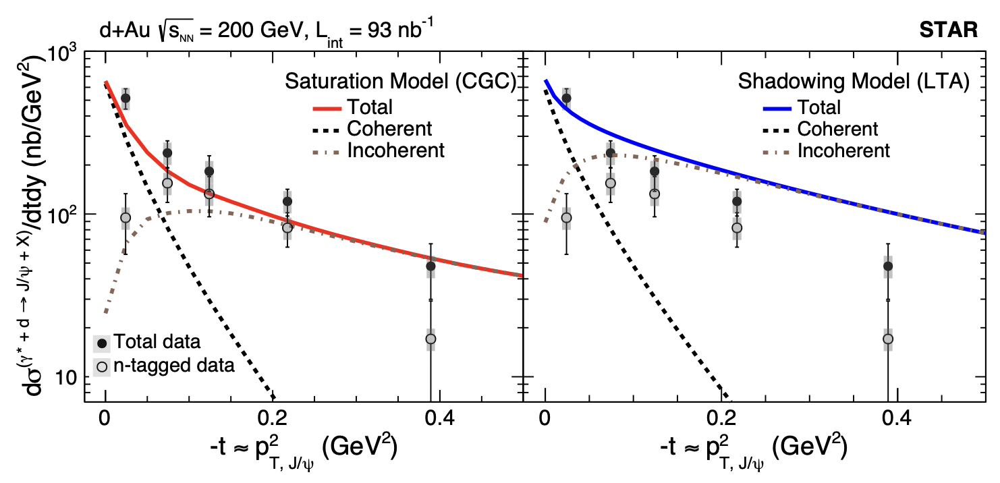 d+Au √sNN = 200 GeV, Lint = 93 nb-1
STAR
dσ(γ* + d → J/ψ + X)/dtdy (nb/GeV2)
103
102
10
Saturation Model (CGC)
Total
Coherent
Incoherent
Total data
n-tagged data
0
0.2
0.4
-t ≈ p2T, J/ψ (GeV2)
Shadowing Model (LTA)
Total
Coherent
Incoherent
0
0.2
0.4
-t ≈ p2T, J/ψ (GeV2)